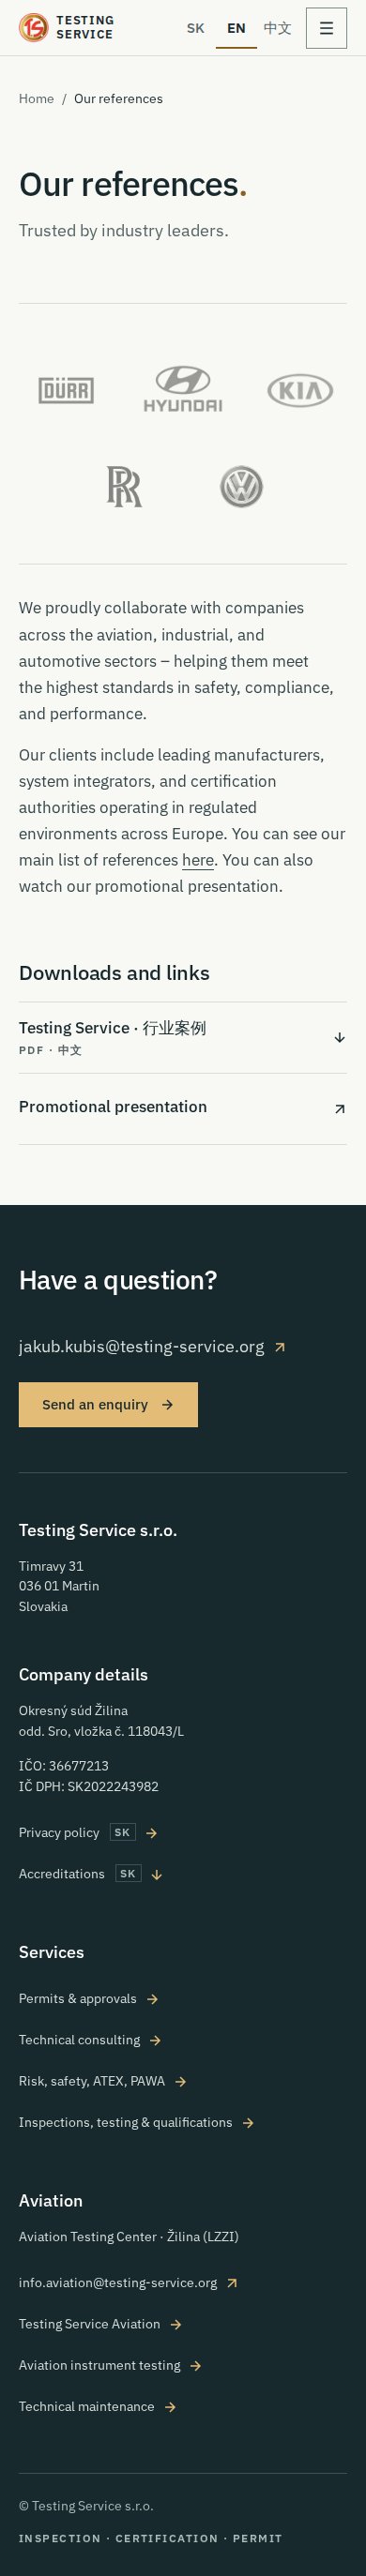 TESTING
SERVICE
SK
EN
中文
Home / Our references
Our references.
Trusted by industry leaders.
DÜRR
HYUNDAI
KIA
RR
VW
We proudly collaborate with companies
across the aviation, industrial, and
automotive sectors – helping them meet
the highest standards in safety, compliance,
and performance.
Our clients include leading manufacturers,
system integrators, and certification
authorities operating in regulated
environments across Europe. You can see our
main list of references here. You can also
watch our promotional presentation.
Downloads and links
Testing Service · 行业案例
PDF · 中文
Promotional presentation
Have a question?
jakub.kubis@testing-service.org
Send an enquiry
Testing Service s.r.o.
Timravy 31
036 01 Martin
Slovakia
Company details
Okresný súd Žilina
odd. Sro, vložka č. 118043/L
IČO: 36677213
IČ DPH: SK2022243982
Privacy policy SK
Accreditations SK
Services
Permits & approvals
Technical consulting
Risk, safety, ATEX, PAWA
Inspections, testing & qualifications
Aviation
Aviation Testing Center · Žilina (LZZI)
info.aviation@testing-service.org
Testing Service Aviation
Aviation instrument testing
Technical maintenance
© Testing Service s.r.o.
INSPECTION · CERTIFICATION · PERMIT